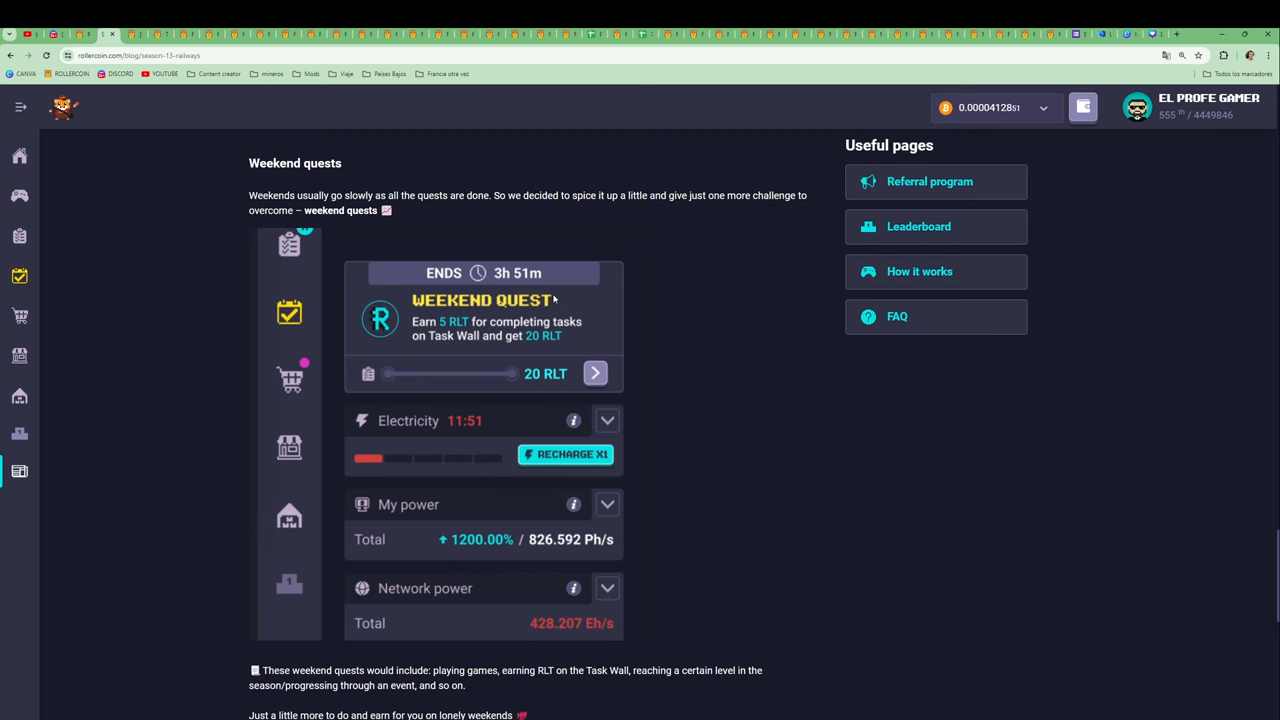 rollercoin.com/blog/season-13-railways
CANVA
ROLLERCOIN
DISCORD
YOUTUBE
Content creator
mineros
Mods
Viaje
Países Bajos
Francia otra vez
Todos los marcadores
0.0000412851
EL PROFE GAMER
555 th / 4449846
Weekend quests
Weekends usually go slowly as all the quests are done. So we decided to spice it up a little and give just one more challenge to
overcome – weekend quests
ENDS 3h 51m
WEEKEND QUEST
Earn 5 RLT for completing tasks
on Task Wall and get 20 RLT
20 RLT
Electricity 11:51
RECHARGE X1
My power
Total 1200.00% / 826.592 Ph/s
Network power
Total 428.207 Eh/s
These weekend quests would include: playing games, earning RLT on the Task Wall, reaching a certain level in the
season/progressing through an event, and so on.
Just a little more to do and earn for you on lonely weekends
Useful pages
Referral program
Leaderboard
How it works
FAQ